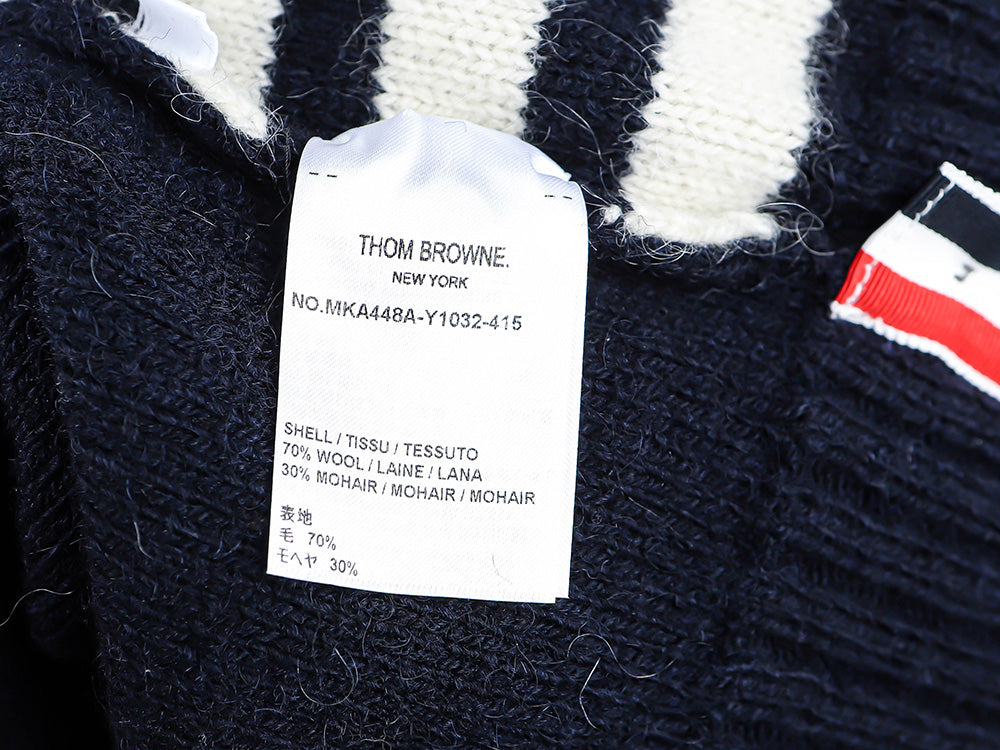 THOM BROWNE.
NEW YORK
NO.MKA448A-Y1032-415
SHELL / TISSU / TESSUTO
70% WOOL / LAINE / LANA
30% MOHAIR / MOHAIR / MOHAIR
表地
毛 70%
モヘヤ 30%
3